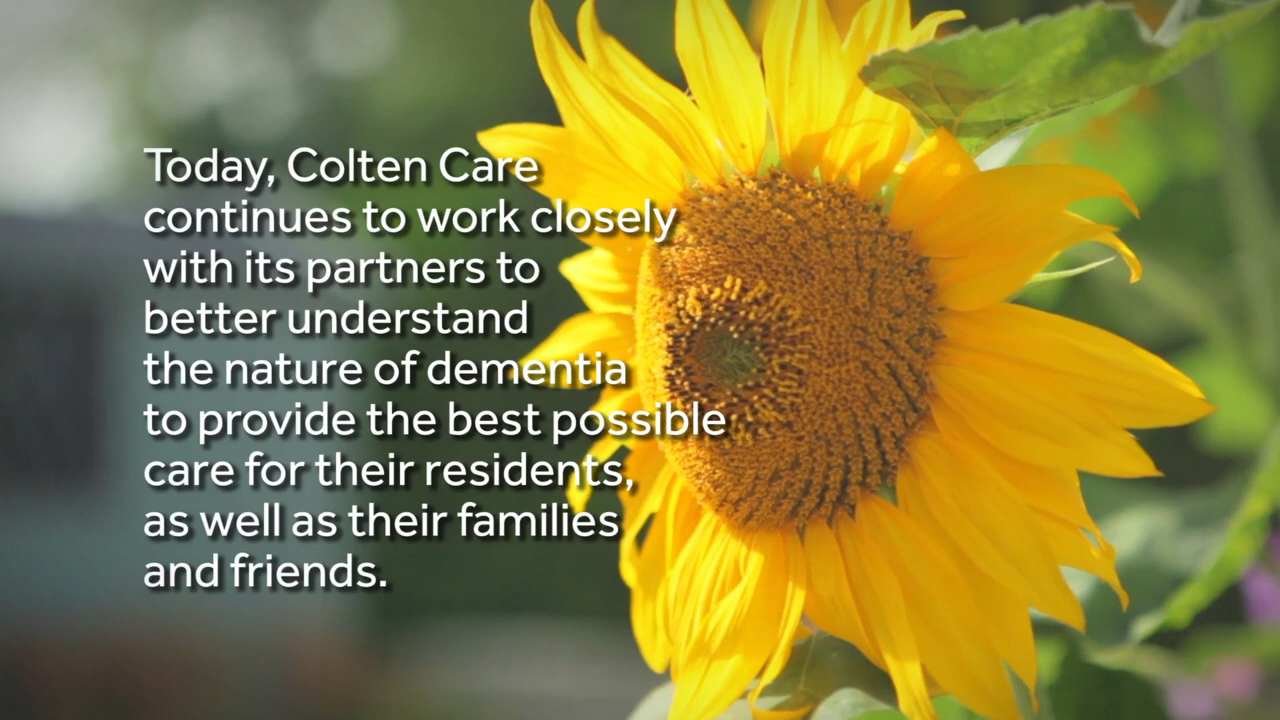 Today, Colten Care
continues to work closely
with its partners to
better understand
the nature of dementia
to provide the best possible
care for their residents,
as well as their families
and friends.